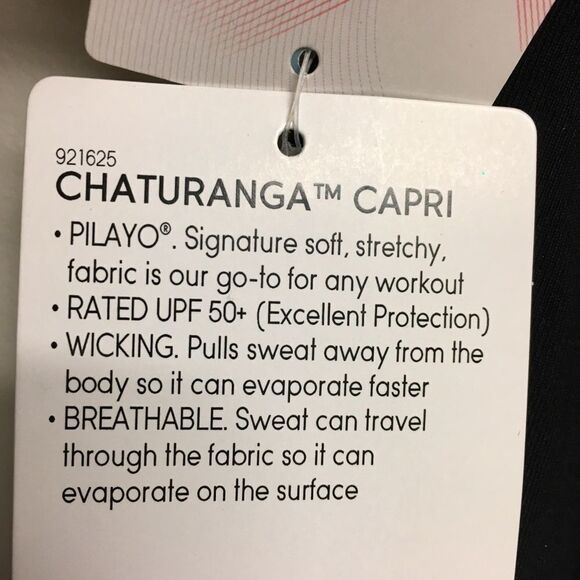 921625
CHATURANGA™ CAPRI
• PILAYO®. Signature soft, stretchy,
fabric is our go-to for any workout
• RATED UPF 50+ (Excellent Protection)
• WICKING. Pulls sweat away from the
body so it can evaporate faster
• BREATHABLE. Sweat can travel
through the fabric so it can
evaporate on the surface